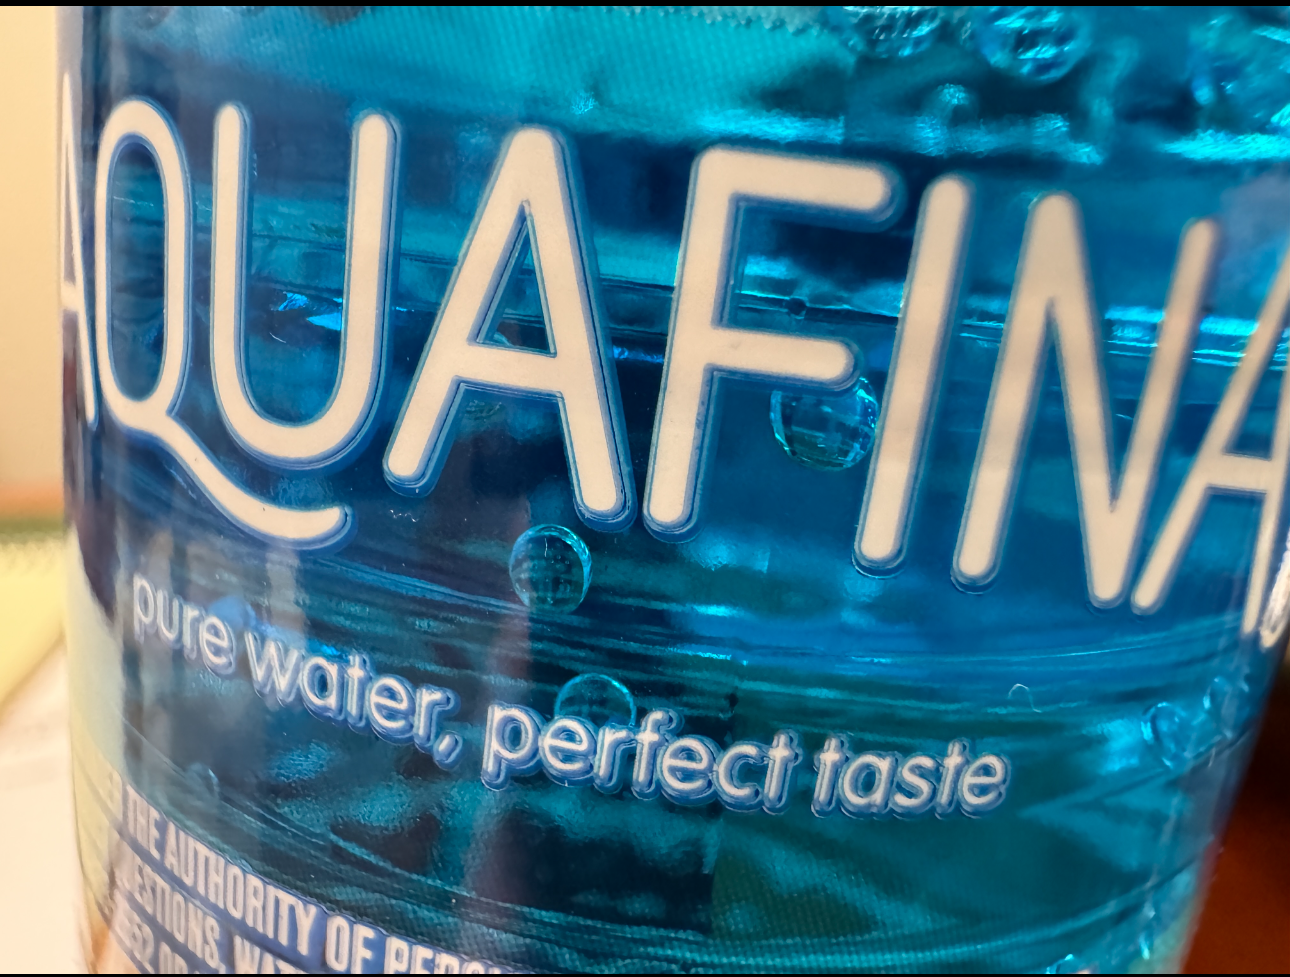 AQUAFINA
pure water, perfect taste
THE AUTHORITY OF